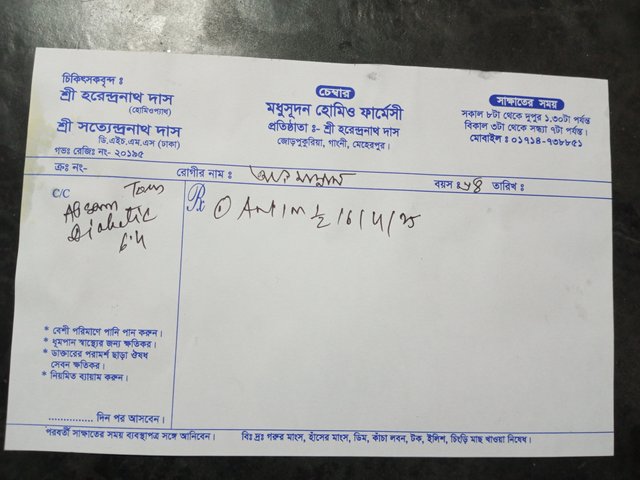 চিকিৎসকবৃন্দ ঃ
শ্রী হরেন্দ্রনাথ দাস
(হোমিওপ্যাথ)
শ্রী সত্যেন্দ্রনাথ দাস
ডি.এইচ.এম.এস (ঢাকা)
গভঃ রেজিঃ নং- ২০১৯৫
চেম্বার
মধুসূদন হোমিও ফার্মেসী
প্রতিষ্ঠাতা ঃ- শ্রী হরেন্দ্রনাথ দাস
জোড়পুকুরিয়া, গাংনী, মেহেরপুর।
সাক্ষাতের সময়
সকাল ৮টা থেকে দুপুর ১.৩০টা পর্যন্ত
বিকাল ৩টা থেকে সন্ধ্যা ৭টা পর্যন্ত।
মোবাইল ঃ ০১৭১৪-৭৩৮৮৫১
ক্রঃ নং-
রোগীর নাম ঃ
বয়স ঃ তারিখ ঃ
C/C
Diabetic
6.4
Rx
* বেশী পরিমাণে পানি পান করুন।
* ধূমপান স্বাস্থ্যের জন্য ক্ষতিকর।
* ডাক্তারের পরামর্শ ছাড়া ঔষধ
সেবন ক্ষতিকর।
* নিয়মিত ব্যায়াম করুন।
............... দিন পর আসবেন।
পরবর্তী সাক্ষাতের সময় ব্যবস্থাপত্র সঙ্গে আনিবেন।
বিঃ দ্রঃ গরুর মাংস, হাঁসের মাংস, ডিম, কাঁচা লবন, টক, ইলিশ, চিংড়ি মাছ খাওয়া নিষেধ।